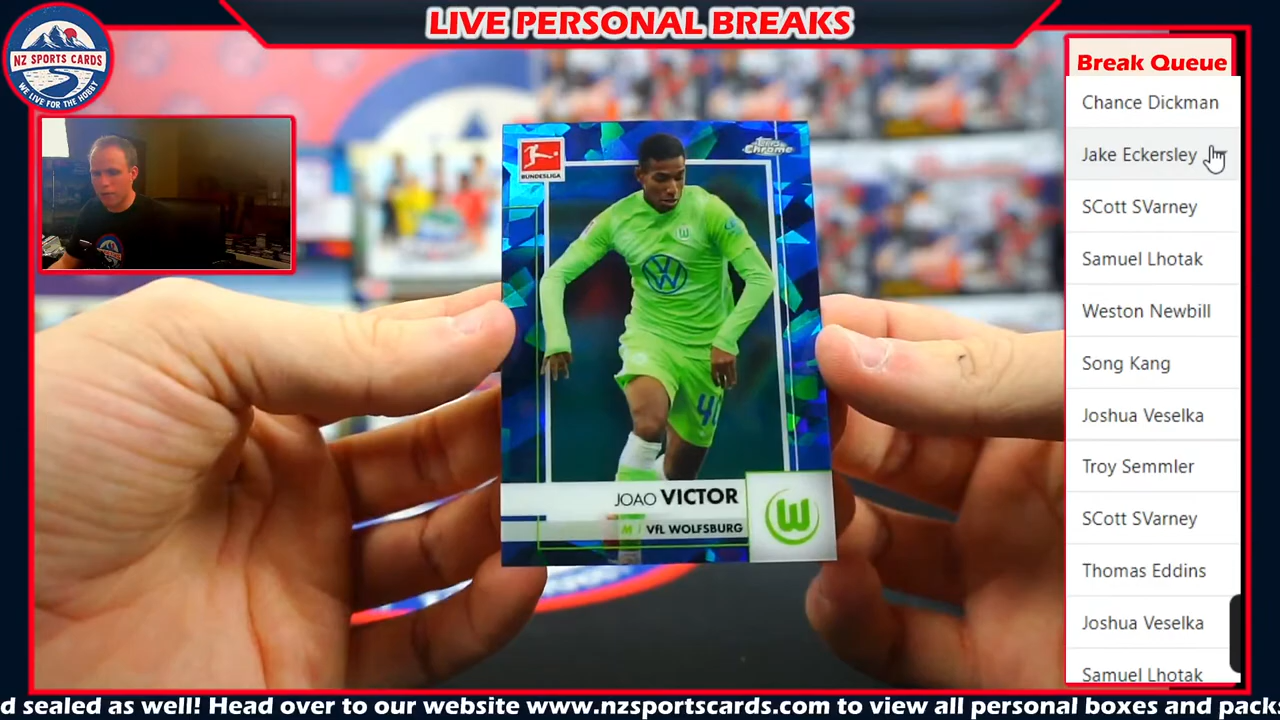 LIVE PERSONAL BREAKS
NZ SPORTS CARDS
WE LIVE FOR THE HOBBY
Break Queue
Chance Dickman
Jake Eckersley
SCott SVarney
Samuel Lhotak
Weston Newbill
Song Kang
Joshua Veselka
Troy Semmler
SCott SVarney
Thomas Eddins
Joshua Veselka
Samuel Lhotak
BUNDESLIGA
Topps Chrome
W
JOAO VICTOR
M / VfL WOLFSBURG
W
d sealed as well! Head over to our website www.nzsportscards.com to view all personal boxes and packs